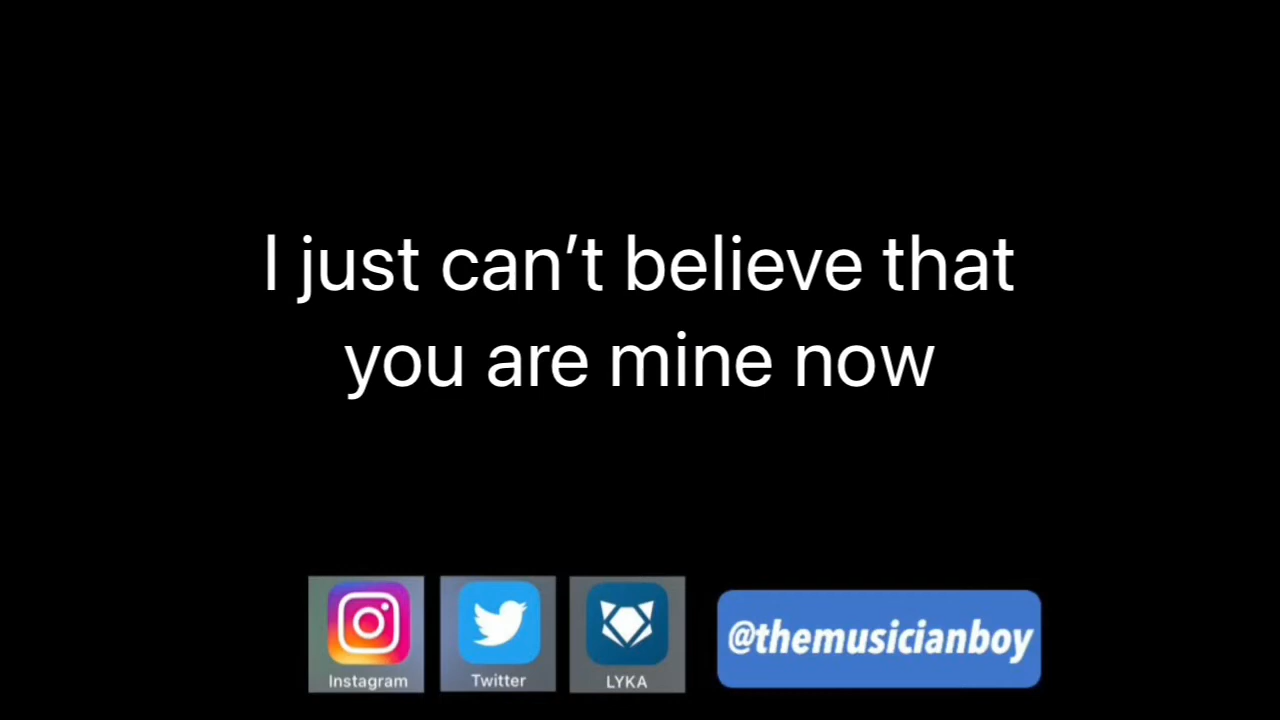 I just can’t believe that
you are mine now
Instagram
Twitter
LYKA
@themusicianboy